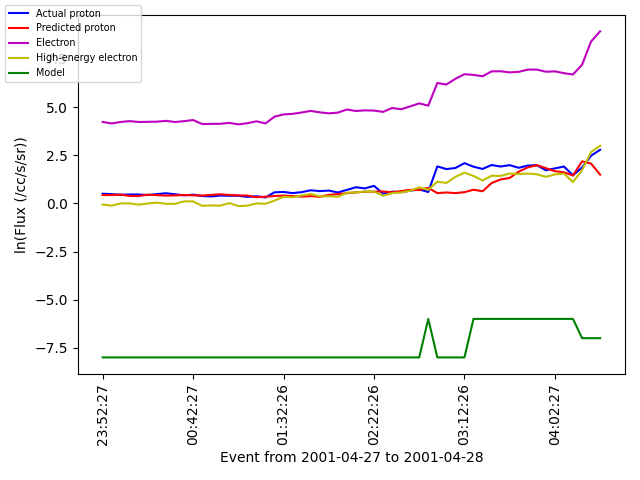 Actual proton
Predicted proton
Electron
High-energy electron
Model
5.0
2.5
0.0
−2.5
−5.0
−7.5
ln(Flux (/cc/s/sr))
23:52:27
00:42:27
01:32:26
02:22:26
03:12:26
04:02:27
Event from 2001-04-27 to 2001-04-28